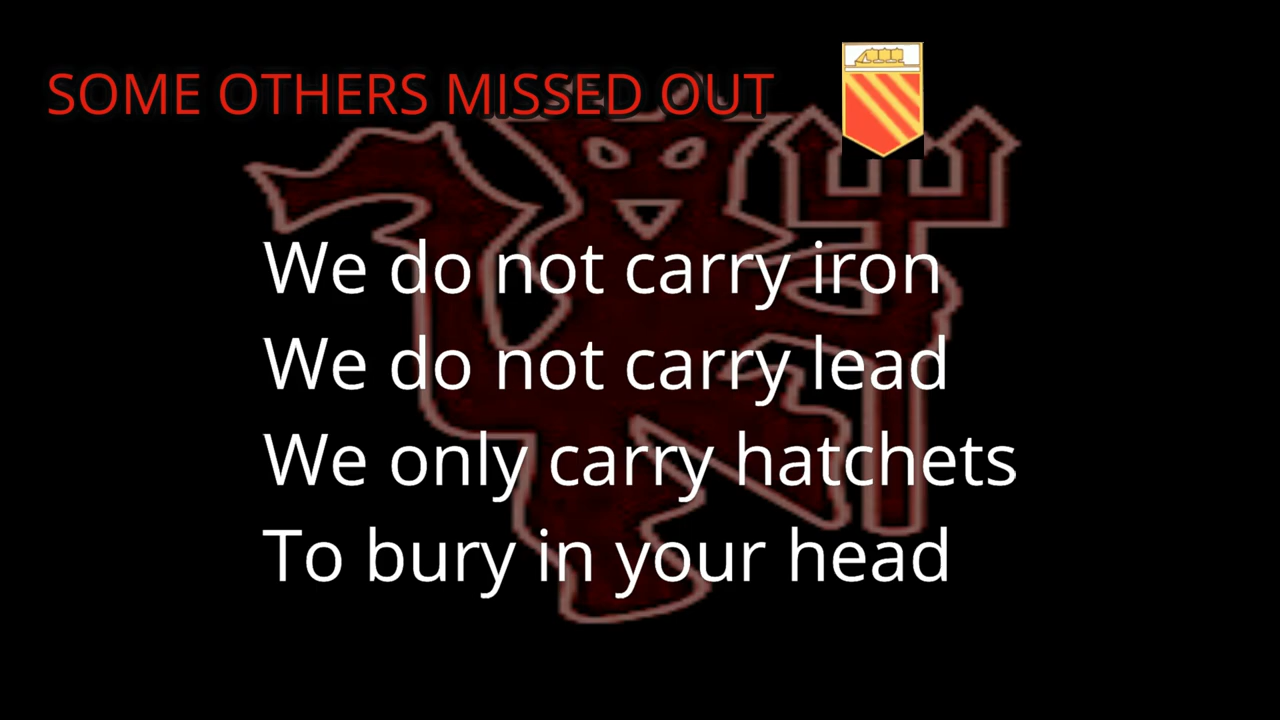 SOME OTHERS MISSED OUT
We do not carry iron
We do not carry lead
We only carry hatchets
To bury in your head